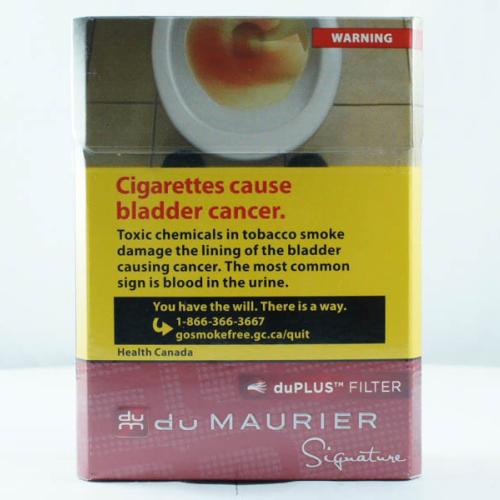 WARNING
Cigarettes cause
bladder cancer.
Toxic chemicals in tobacco smoke
damage the lining of the bladder
causing cancer. The most common
sign is blood in the urine.
You have the will. There is a way.
1-866-366-3667
gosmokefree.gc.ca/quit
Health Canada
duPLUS™ FILTER
du MAURIER
Signature